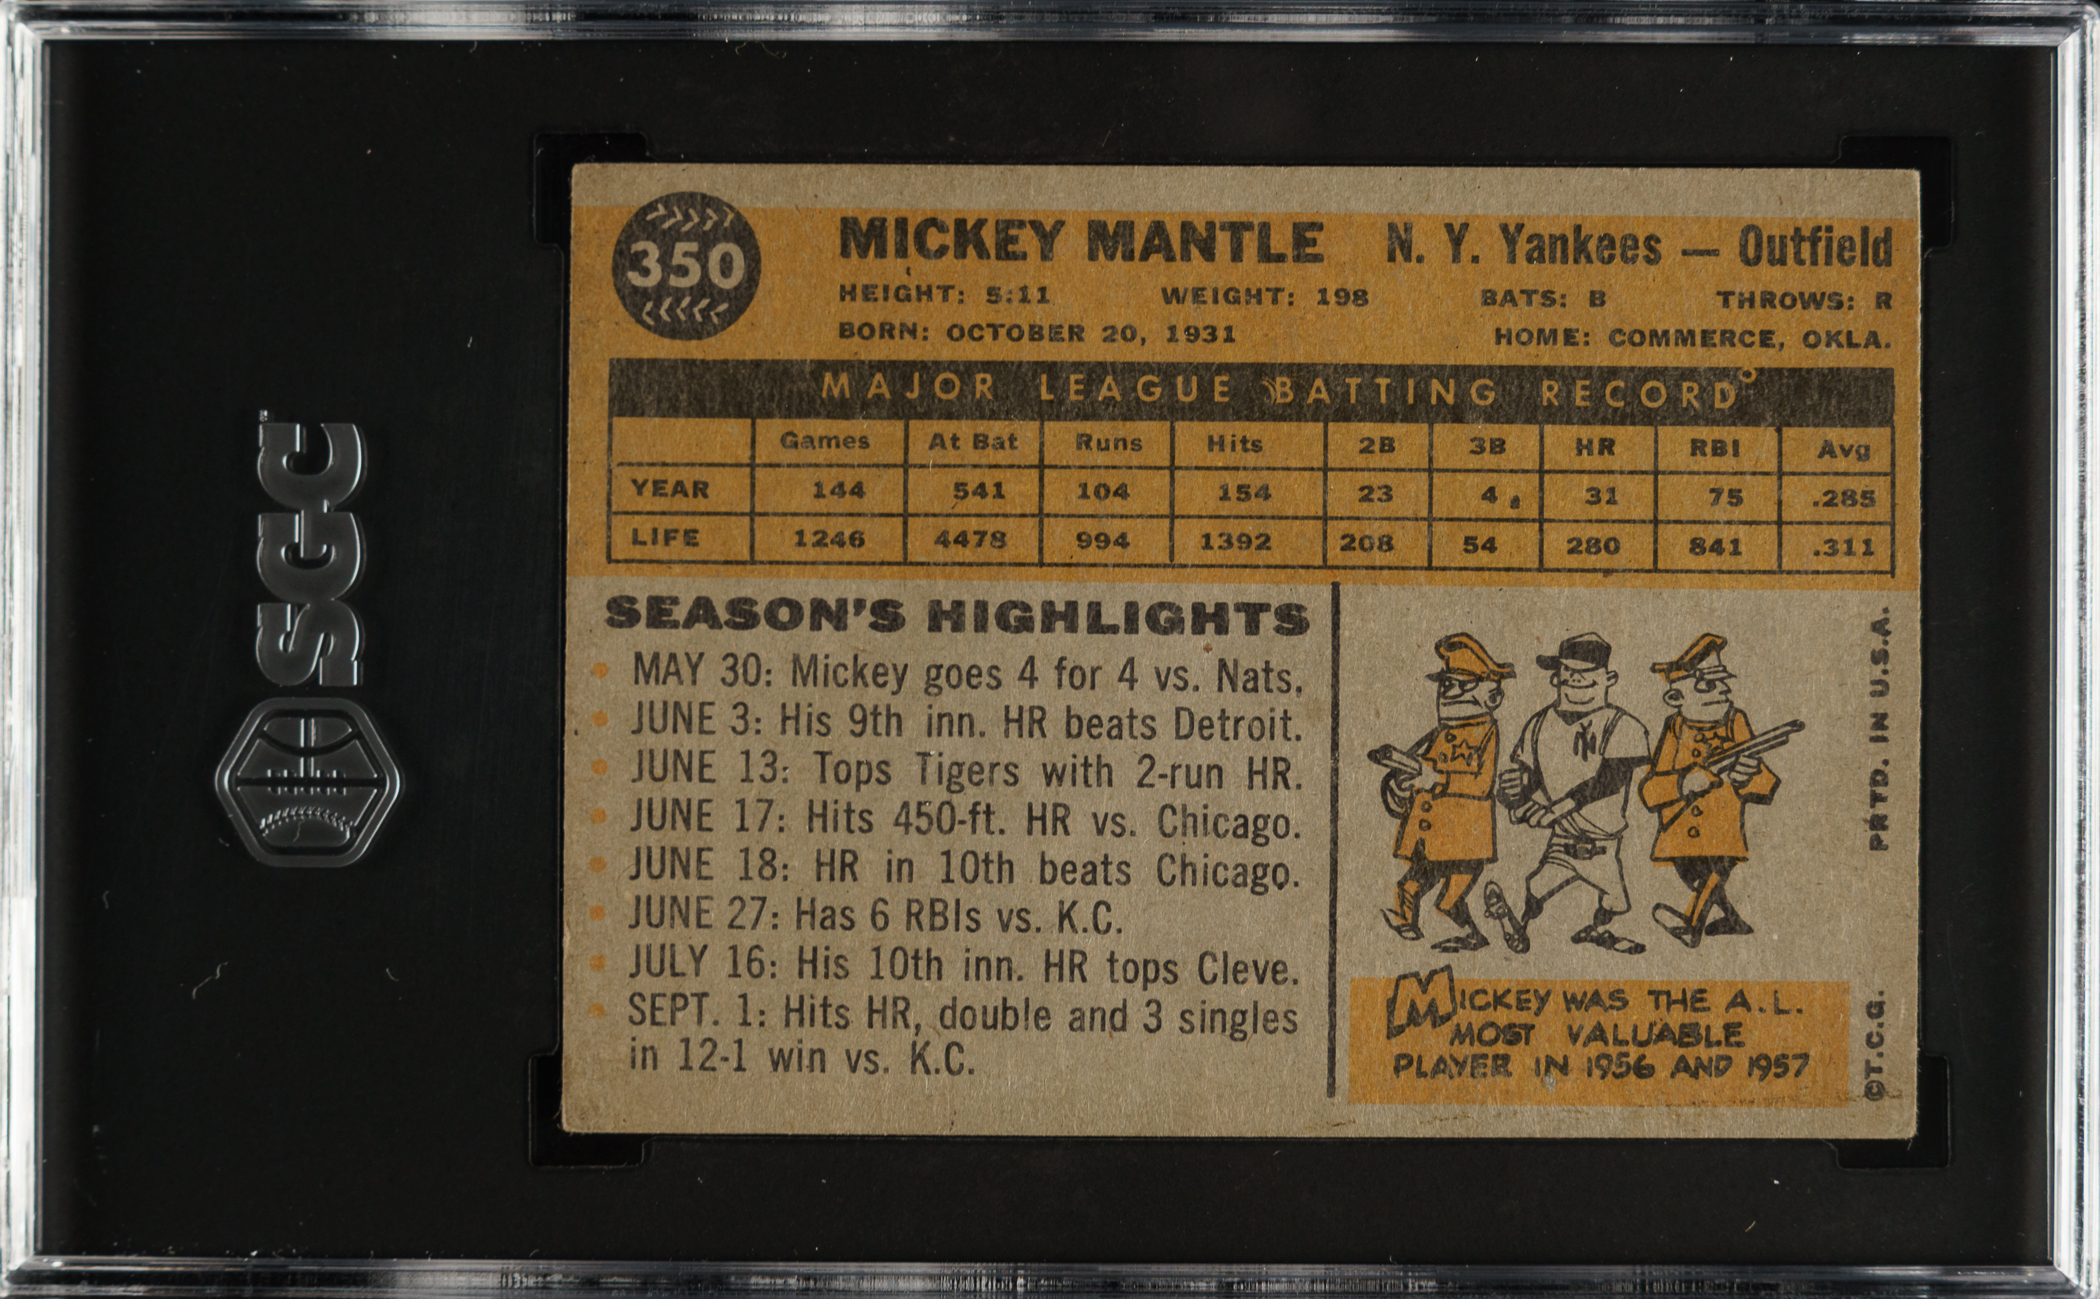 SGC
350
MICKEY MANTLE N. Y. Yankees — Outfield
HEIGHT: 5:11 WEIGHT: 198 BATS: B THROWS: R
BORN: OCTOBER 20, 1931 HOME: COMMERCE, OKLA.
MAJOR LEAGUE BATTING RECORD
Games At Bat Runs Hits 2B 3B HR RBI Avg
YEAR 144 541 104 154 23 4 31 75 .285
LIFE 1246 4478 994 1392 208 54 280 841 .311
SEASON'S HIGHLIGHTS
MAY 30: Mickey goes 4 for 4 vs. Nats.
JUNE 3: His 9th inn. HR beats Detroit.
JUNE 13: Tops Tigers with 2-run HR.
JUNE 17: Hits 450-ft. HR vs. Chicago.
JUNE 18: HR in 10th beats Chicago.
JUNE 27: Has 6 RBIs vs. K.C.
JULY 16: His 10th inn. HR tops Cleve.
SEPT. 1: Hits HR, double and 3 singles
in 12-1 win vs. K.C.
NY
MICKEY WAS THE A.L.
MOST VALUABLE
PLAYER IN 1956 AND 1957
©T.C.G. PRTD. IN U.S.A.